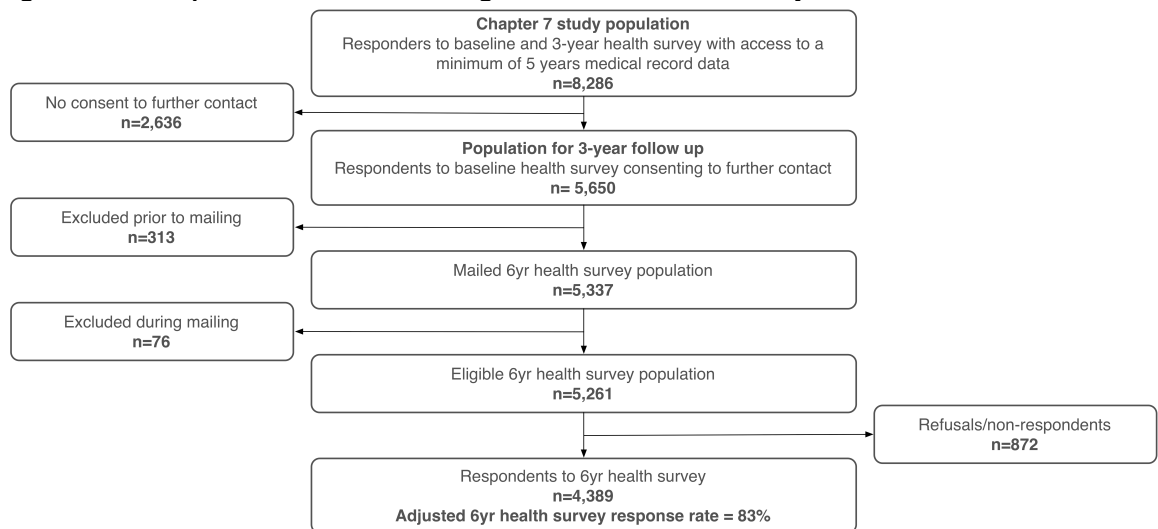 Chapter 7 study population
Responders to baseline and 3-year health survey with access to a
minimum of 5 years medical record data
n=8,286
No consent to further contact
n=2,636
Population for 3-year follow up
Respondents to baseline health survey consenting to further contact
n= 5,650
Excluded prior to mailing
n=313
Mailed 6yr health survey population
n=5,337
Excluded during mailing
n=76
Eligible 6yr health survey population
n=5,261
Refusals/non-respondents
n=872
Respondents to 6yr health survey
n=4,389
Adjusted 6yr health survey response rate = 83%